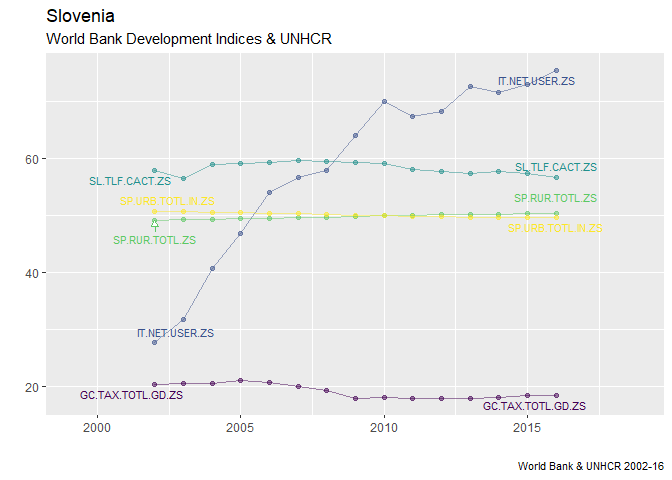 Slovenia
World Bank Development Indices & UNHCR
IT.NET.USER.ZS
60
SL.TLF.CACT.ZS
SL.TLF.CACT.ZS
SP.URB.TOTL.IN.ZS
SP.RUR.TOTL.ZS
SP.RUR.TOTL.ZS
SP.URB.TOTL.IN.ZS
40
IT.NET.USER.ZS
20
GC.TAX.TOTL.GD.ZS
GC.TAX.TOTL.GD.ZS
2000 2005 2010 2015
World Bank & UNHCR 2002-16